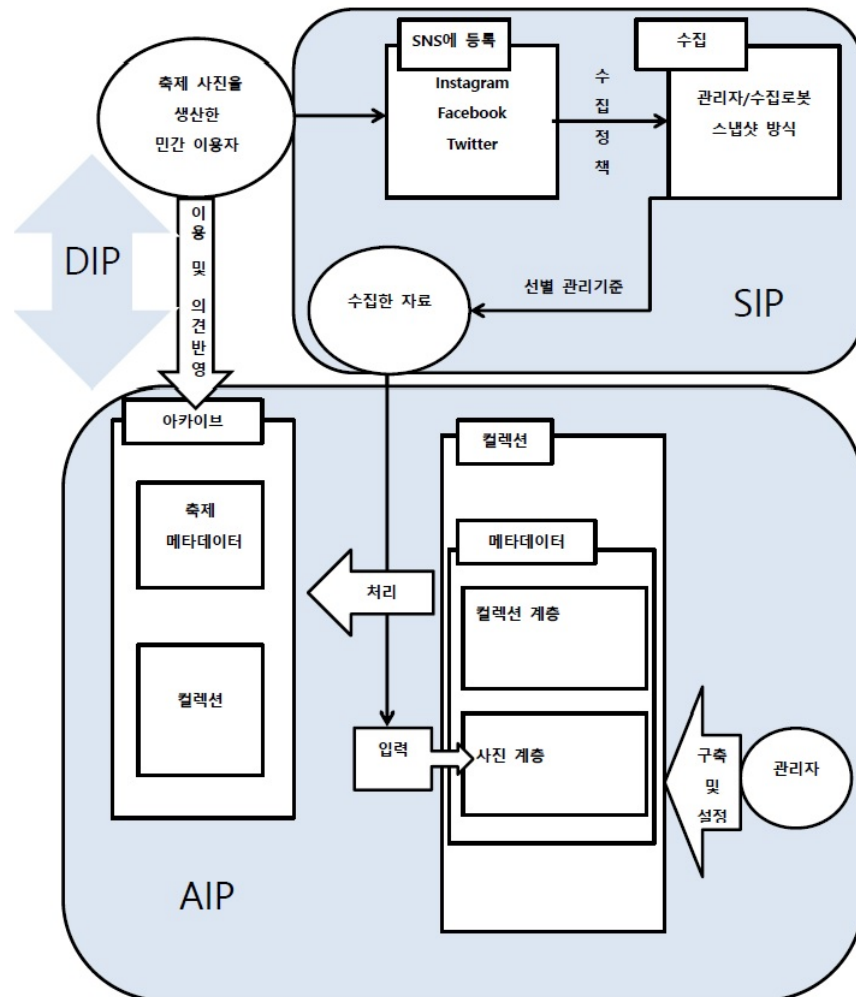 축제 사진을
생산한
민간 이용자
SNS에 등록
Instagram
Facebook
Twitter
수집정책
수집
관리자/수집로봇
스냅샷 방식
DIP
이용 및 의견반영
수집한 자료
선별 관리기준
SIP
아카이브
축제
메타데이터
컬렉션
처리
입력
컬렉션
메타데이터
컬렉션 계층
사진 계층
구축
및
설정
관리자
AIP